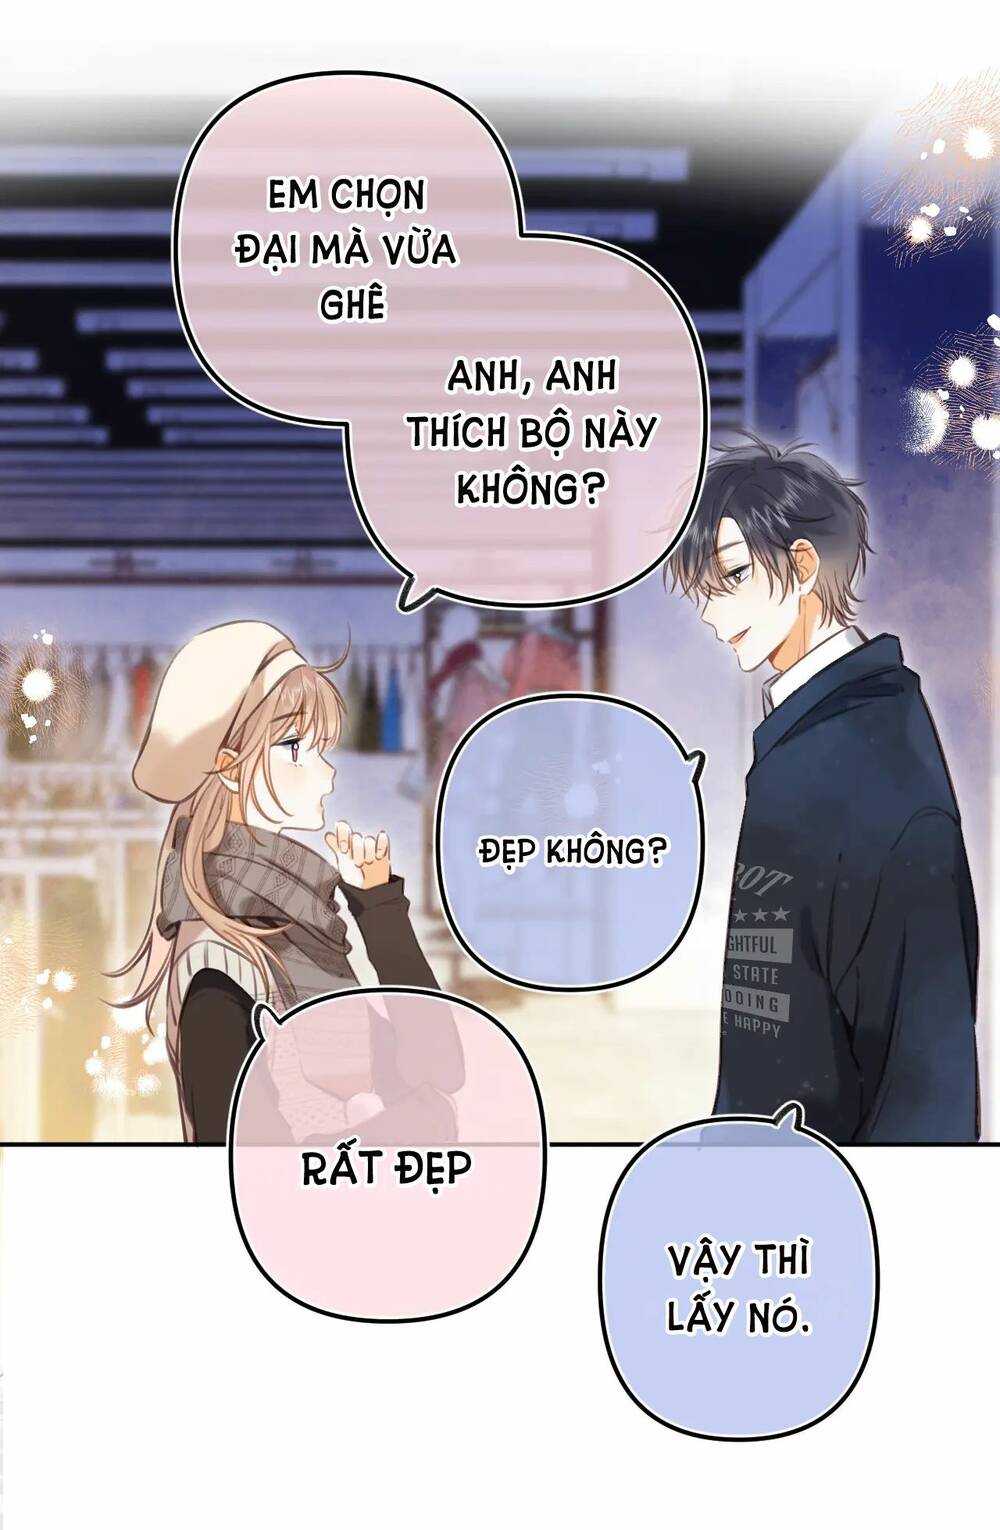 EM CHỌN
ĐẠI MÀ VỪA
GHÊ
ANH, ANH
THÍCH BỘ NÀY
KHÔNG?
ĐẸP KHÔNG?
GHTFUL
STATE
OOING
HAPPY
RẤT ĐẸP
VẬY THÌ
LẤY NÓ.